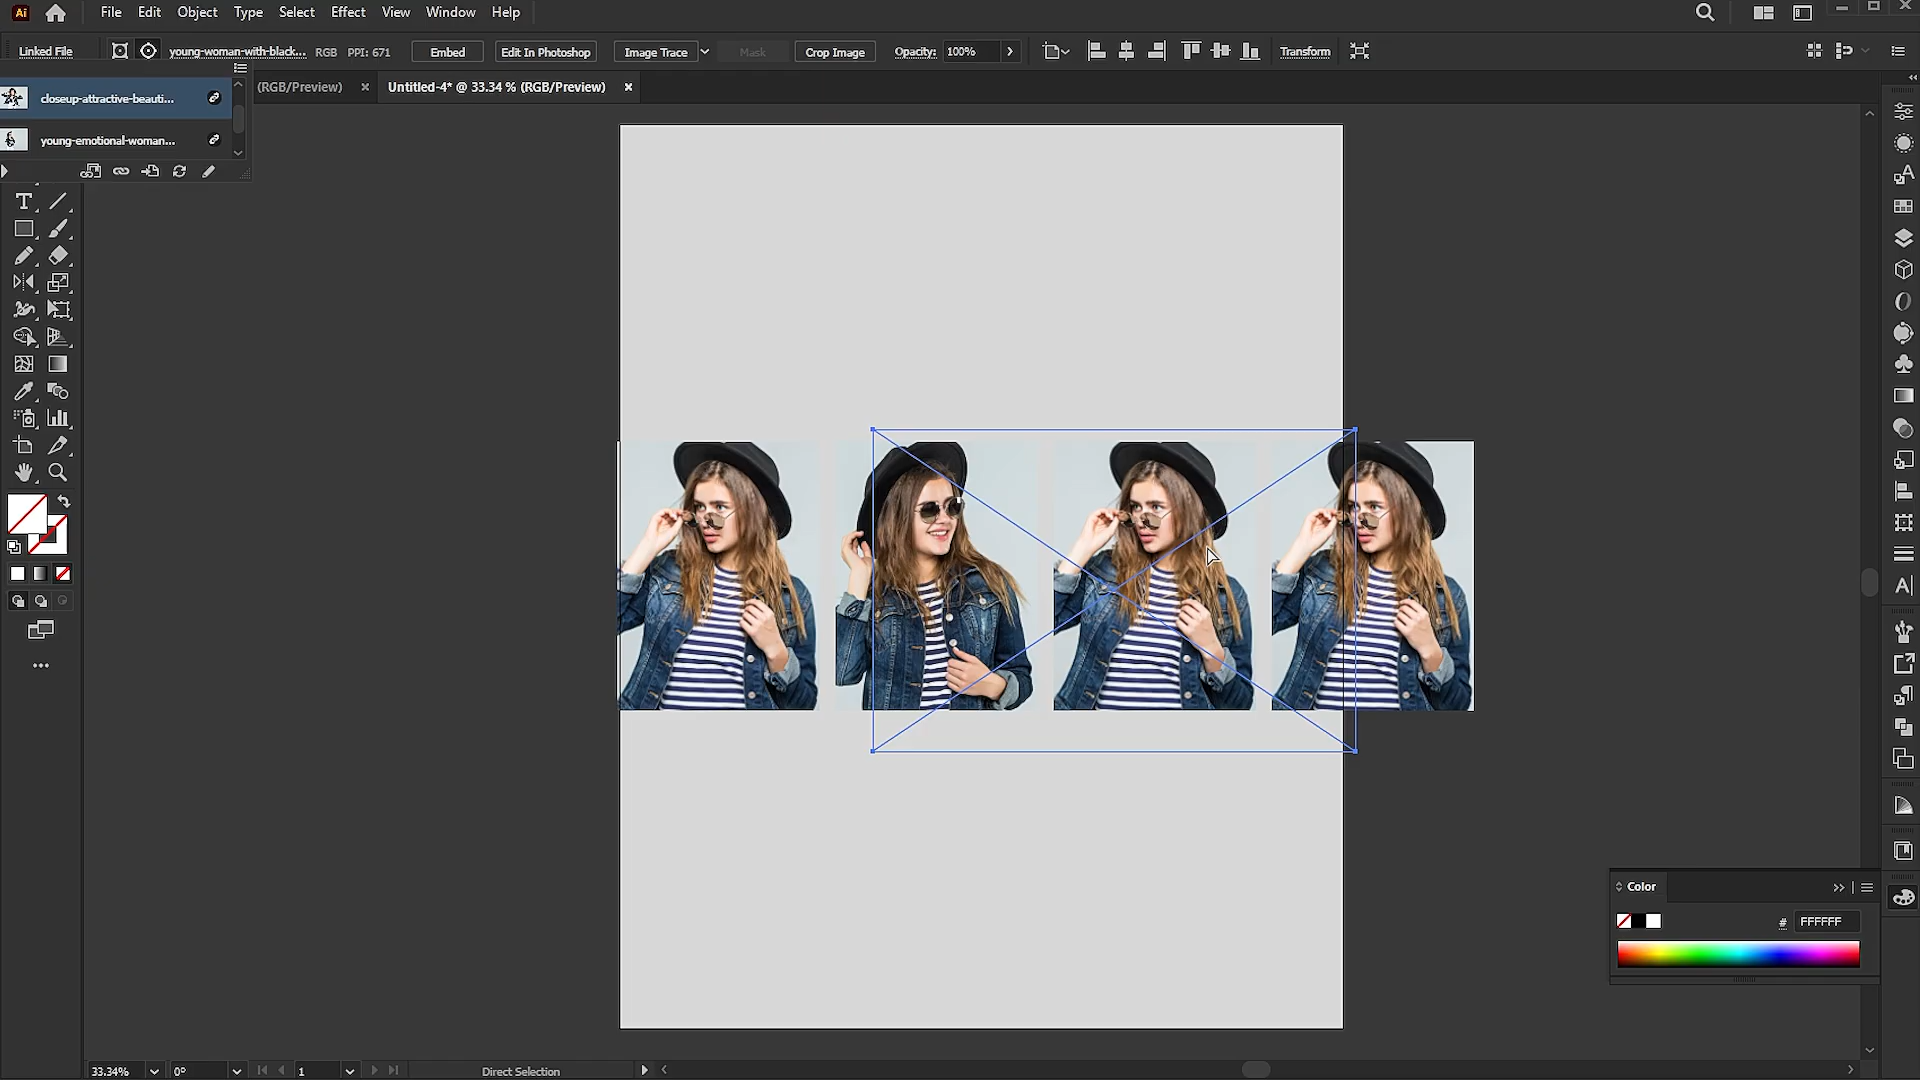 Ai File Edit Object Type Select Effect View Window Help
Linked File young-woman-with-black... RGB PPI: 671 Embed Edit In Photoshop Image Trace Mask Crop Image Opacity: 100% Transform
(RGB/Preview) × Untitled-4* @ 33.34 % (RGB/Preview) ×
closeup-attractive-beauti...
young-emotional-woman...
Color
# FFFFFF
33.34% 0° 1 Direct Selection